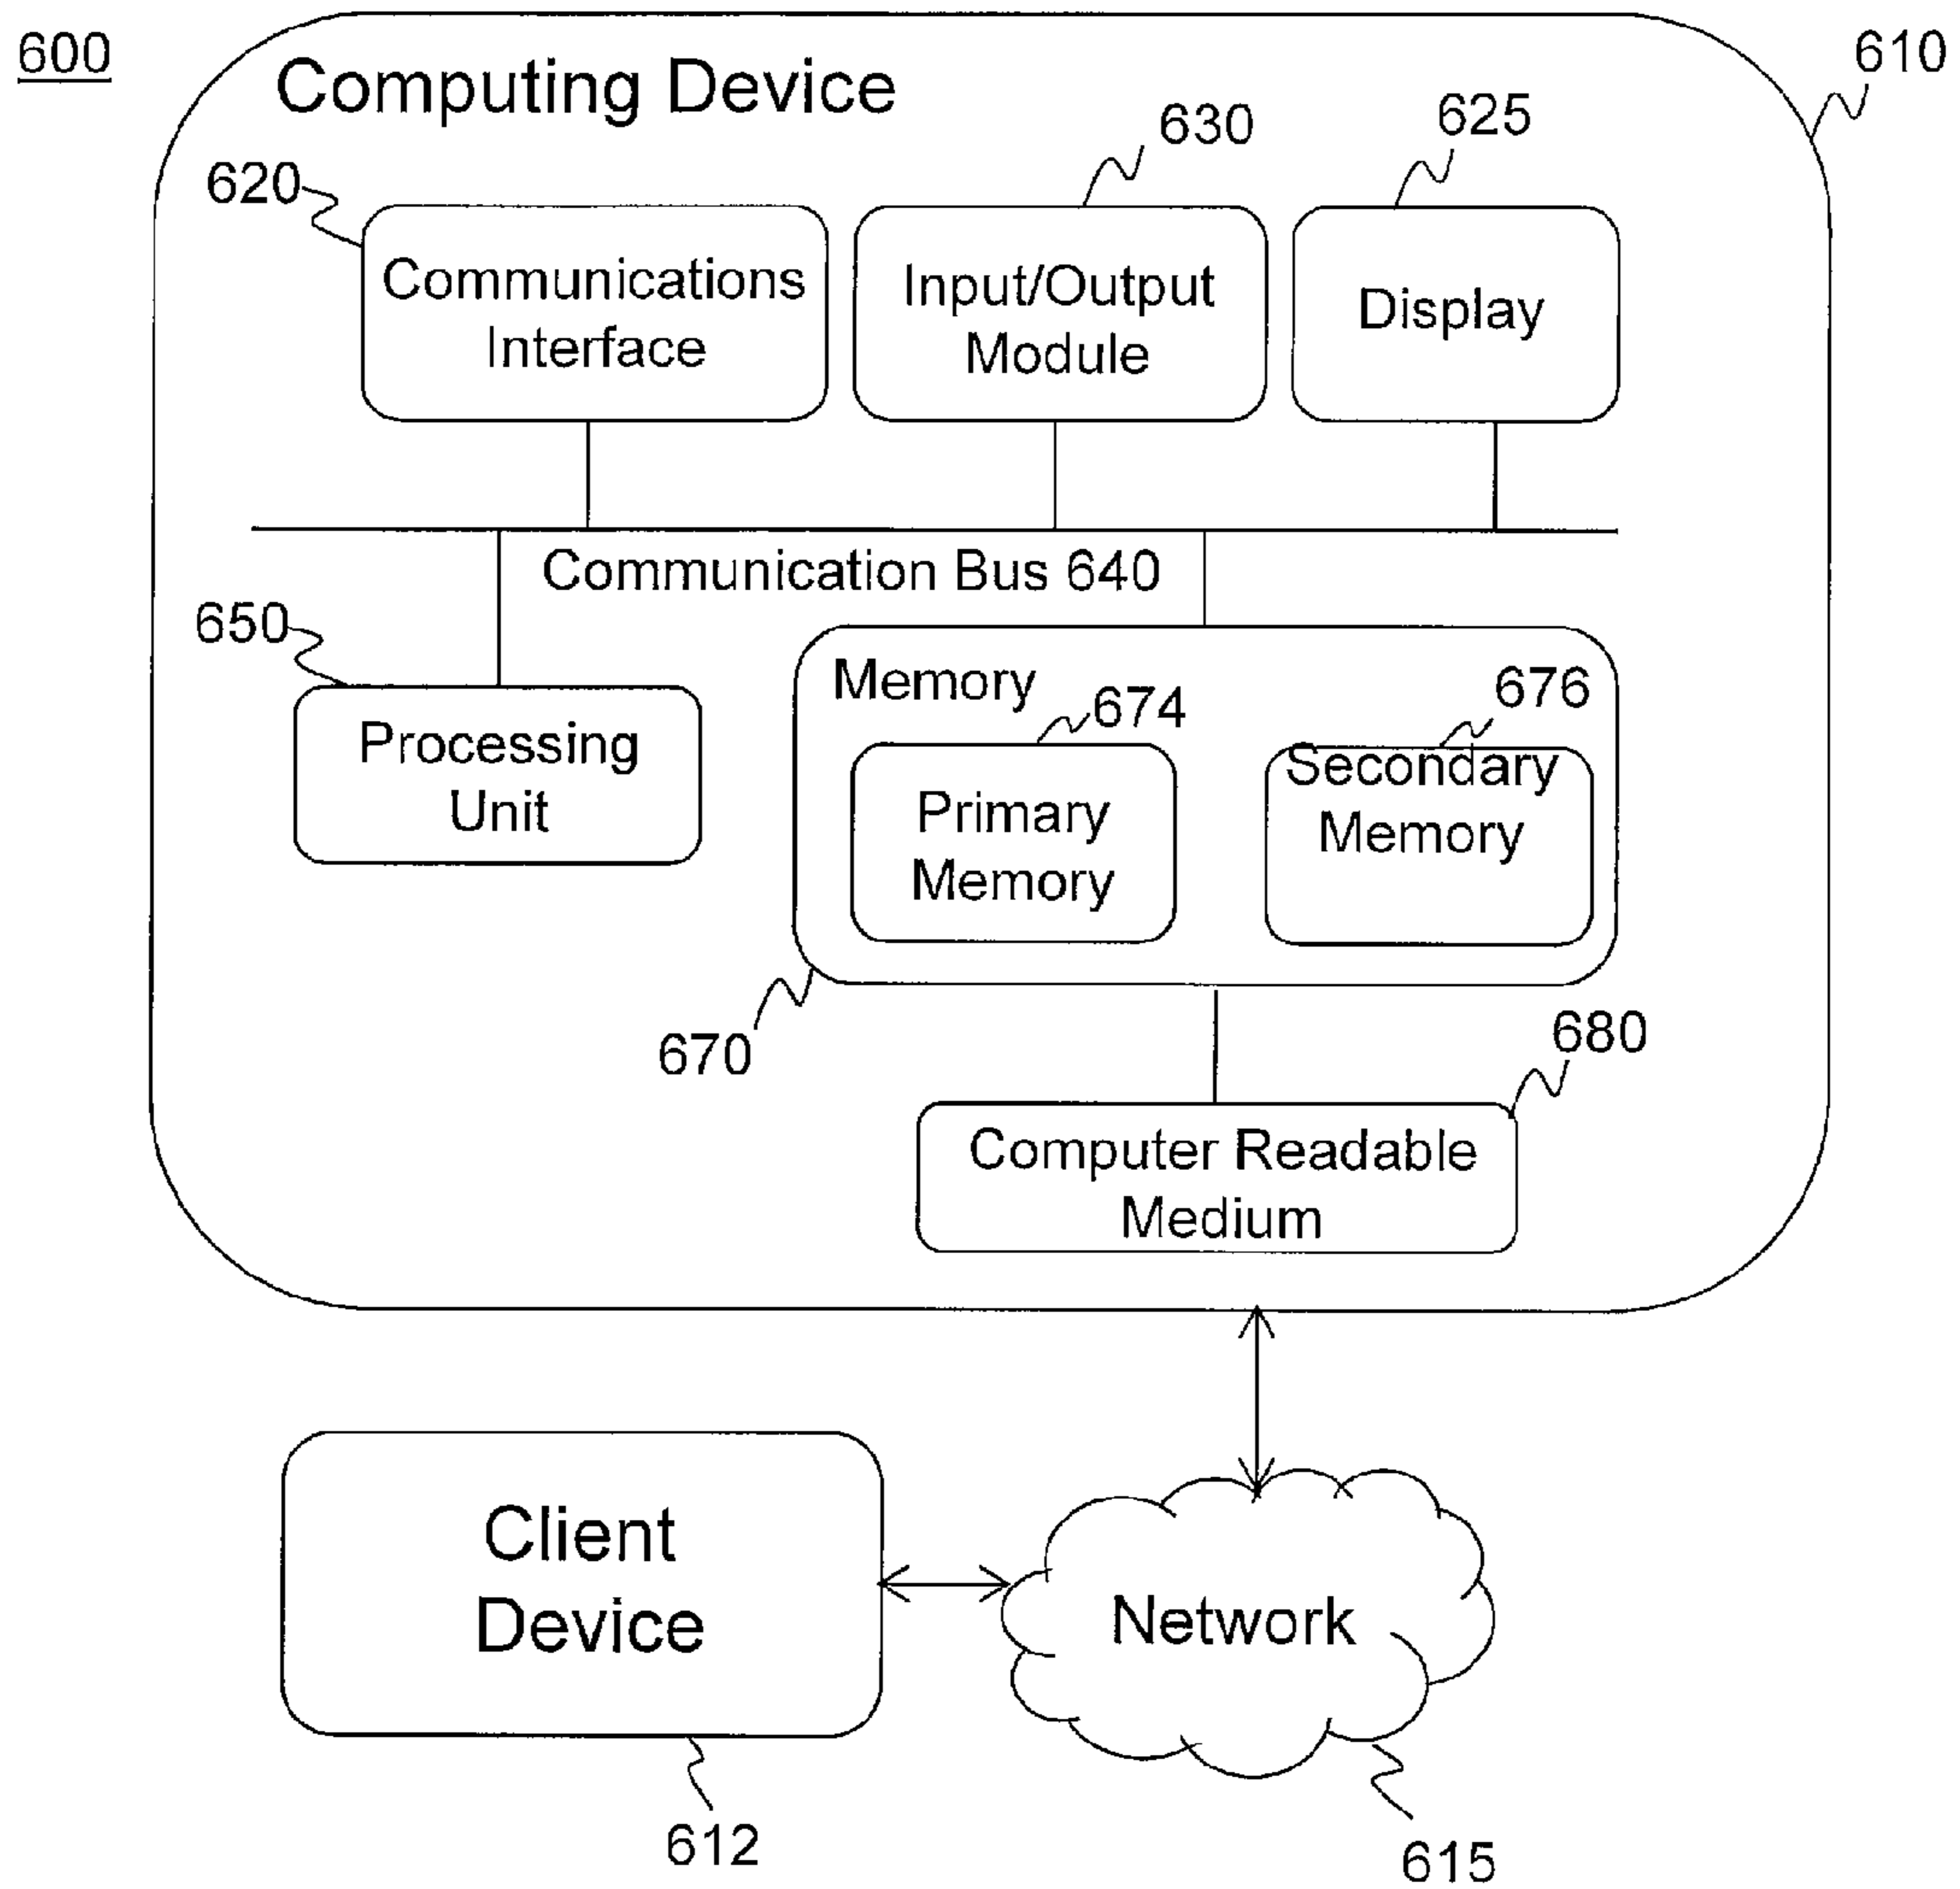 600
Computing Device
610
620
630
625
Communications
Interface
Input/Output
Module
Display
Communication Bus 640
650
Processing
Unit
Memory
674
676
Primary
Memory
Secondary
Memory
670
680
Computer Readable
Medium
Client
Device
Network
612
615